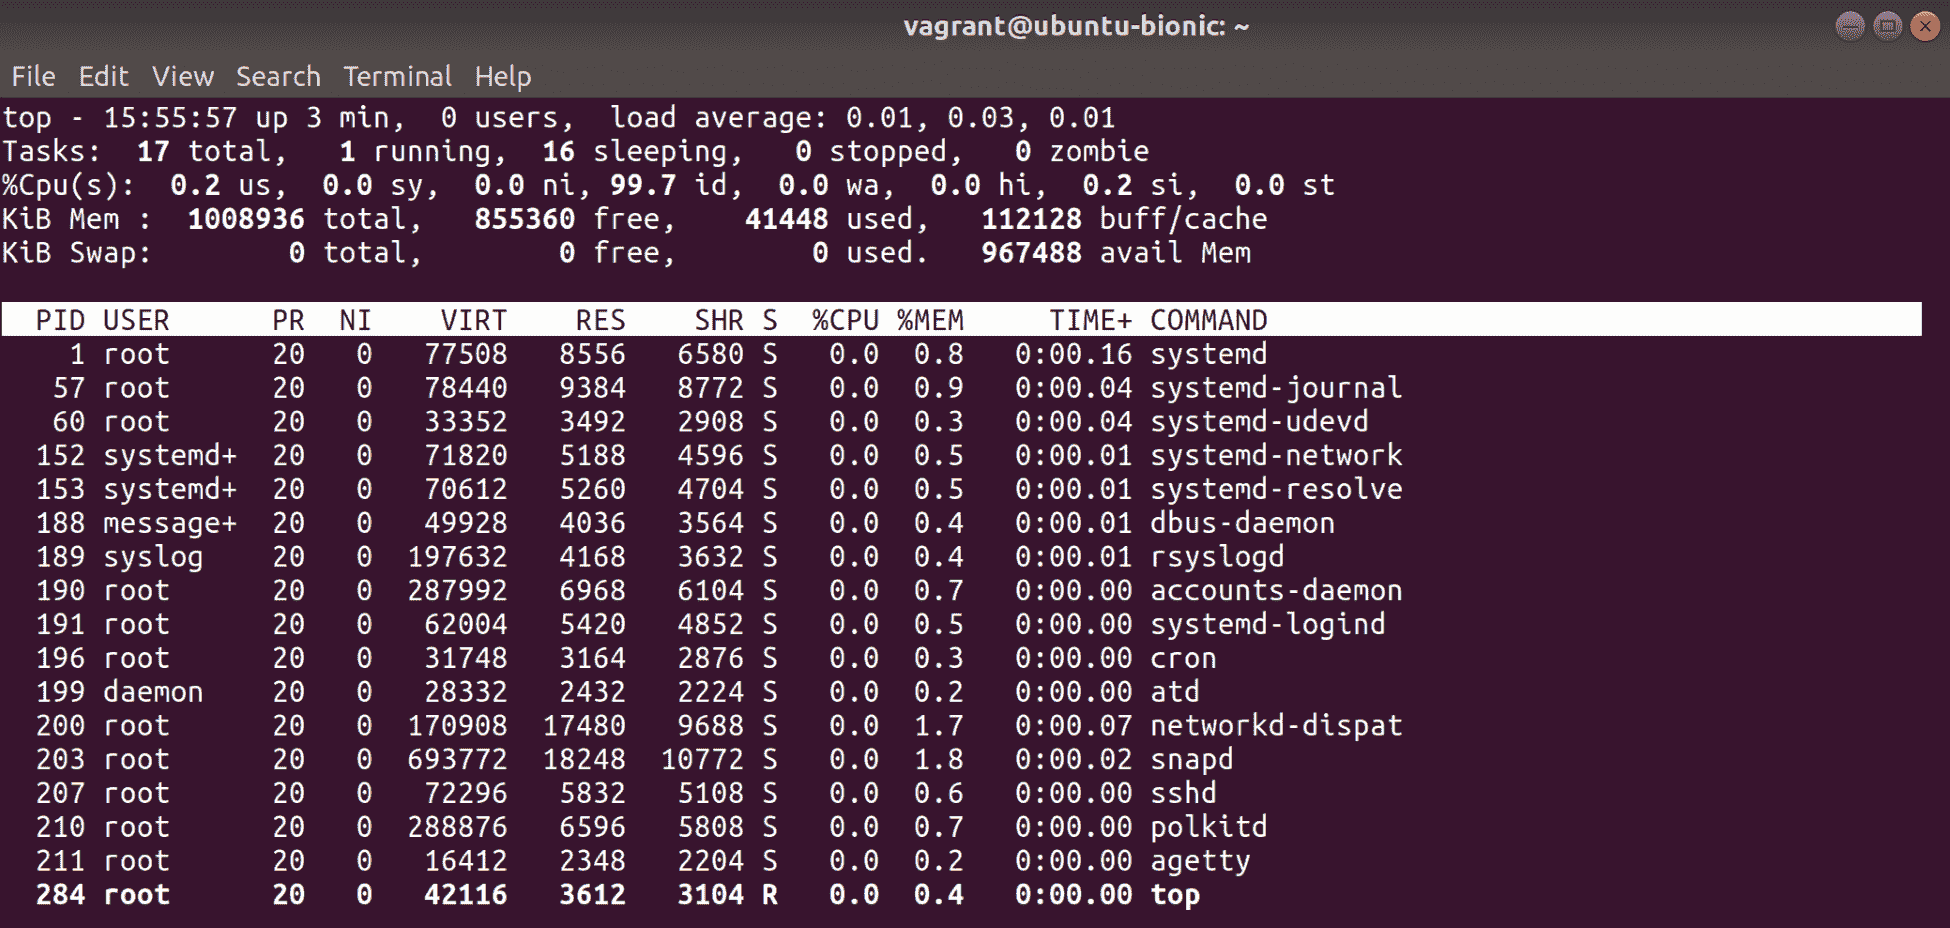 vagrant@ubuntu-bionic: ~
File Edit View Search Terminal Help
top - 15:55:57 up 3 min,  0 users,  load average: 0.01, 0.03, 0.01
Tasks:  17 total,   1 running,  16 sleeping,   0 stopped,   0 zombie
%Cpu(s):  0.2 us,  0.0 sy,  0.0 ni, 99.7 id,  0.0 wa,  0.0 hi,  0.2 si,  0.0 st
KiB Mem :  1008936 total,   855360 free,    41448 used,   112128 buff/cache
KiB Swap:        0 total,        0 free,        0 used.   967488 avail Mem
  PID USER      PR  NI    VIRT    RES    SHR S  %CPU %MEM     TIME+ COMMAND
    1 root      20   0   77508   8556   6580 S   0.0  0.8   0:00.16 systemd
   57 root      20   0   78440   9384   8772 S   0.0  0.9   0:00.04 systemd-journal
   60 root      20   0   33352   3492   2908 S   0.0  0.3   0:00.04 systemd-udevd
  152 systemd+  20   0   71820   5188   4596 S   0.0  0.5   0:00.01 systemd-network
  153 systemd+  20   0   70612   5260   4704 S   0.0  0.5   0:00.01 systemd-resolve
  188 message+  20   0   49928   4036   3564 S   0.0  0.4   0:00.01 dbus-daemon
  189 syslog    20   0  197632   4168   3632 S   0.0  0.4   0:00.01 rsyslogd
  190 root      20   0  287992   6968   6104 S   0.0  0.7   0:00.00 accounts-daemon
  191 root      20   0   62004   5420   4852 S   0.0  0.5   0:00.00 systemd-logind
  196 root      20   0   31748   3164   2876 S   0.0  0.3   0:00.00 cron
  199 daemon    20   0   28332   2432   2224 S   0.0  0.2   0:00.00 atd
  200 root      20   0  170908  17480   9688 S   0.0  1.7   0:00.07 networkd-dispat
  203 root      20   0  693772  18248  10772 S   0.0  1.8   0:00.02 snapd
  207 root      20   0   72296   5832   5108 S   0.0  0.6   0:00.00 sshd
  210 root      20   0  288876   6596   5808 S   0.0  0.7   0:00.00 polkitd
  211 root      20   0   16412   2348   2204 S   0.0  0.2   0:00.00 agetty
  284 root      20   0   42116   3612   3104 R   0.0  0.4   0:00.00 top